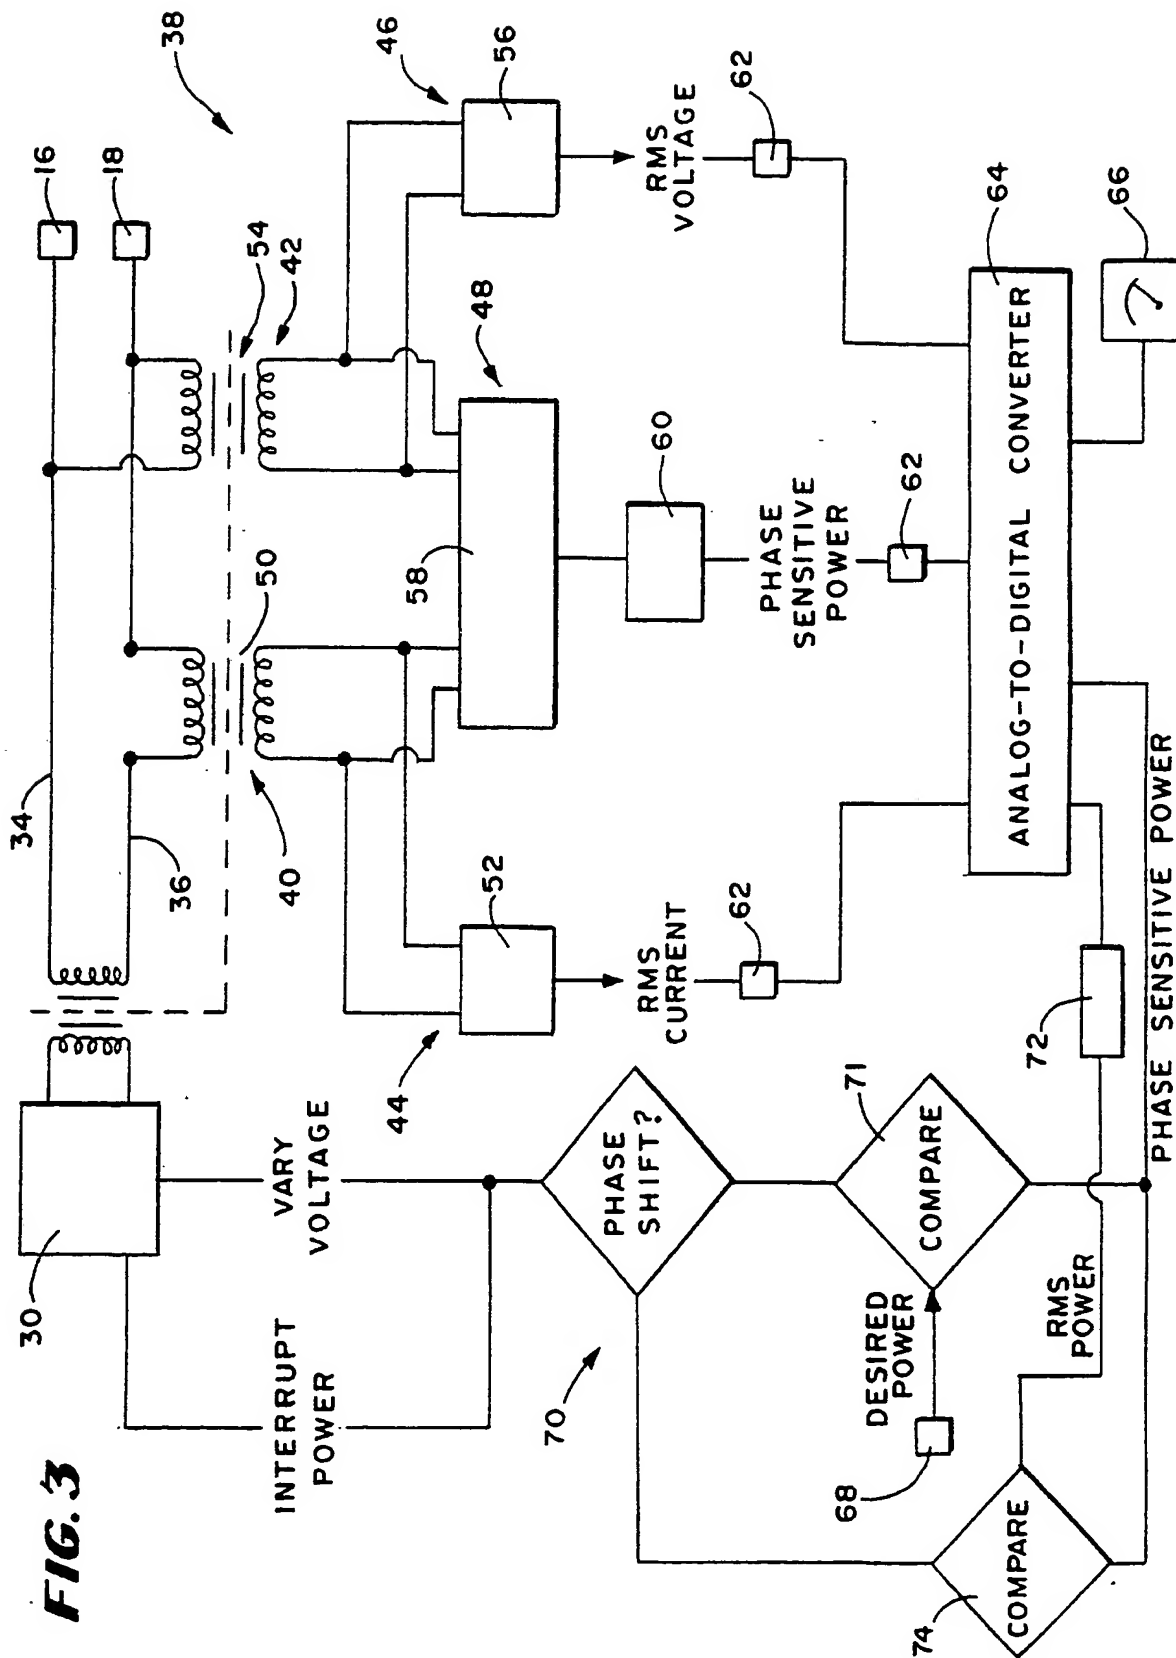 FIG. 3
38
16
18
34
36
30
54
42
50
40
46
56
48
58
52
44
60
VARY
VOLTAGE
INTERRUPT
POWER
RMS
VOLTAGE
62
PHASE
SENSITIVE
POWER
62
RMS
CURRENT
62
PHASE
SHIFT?
70
71
COMPARE
DESIRED
POWER
68
64
ANALOG-TO-DIGITAL CONVERTER
66
72
RMS
POWER
74
COMPARE
PHASE SENSITIVE POWER